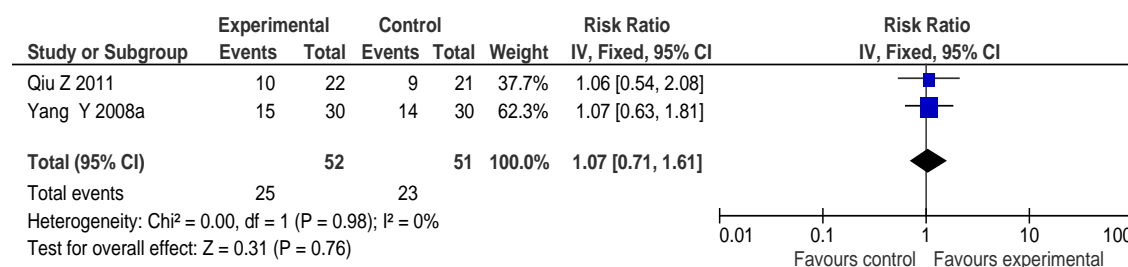 Experimental Control Risk Ratio Risk Ratio
Study or Subgroup Events Total Events Total Weight IV, Fixed, 95% CI IV, Fixed, 95% CI
Qiu Z 2011 10 22 9 21 37.7% 1.06 [0.54, 2.08]
Yang Y 2008a 15 30 14 30 62.3% 1.07 [0.63, 1.81]
Total (95% CI) 52 51 100.0% 1.07 [0.71, 1.61]
Total events 25 23
Heterogeneity: Chi² = 0.00, df = 1 (P = 0.98); I² = 0%
Test for overall effect: Z = 0.31 (P = 0.76)
0.01 0.1 1 10 100
Favours control Favours experimental